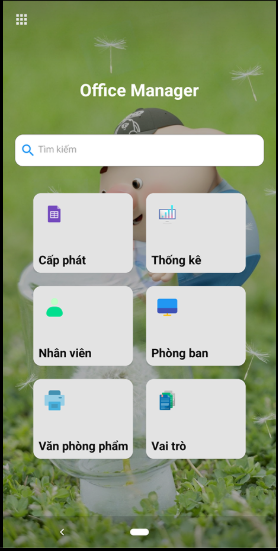 Office Manager
Tìm kiếm
Cấp phát
Thống kê
Nhân viên
Phòng ban
Văn phòng phẩm
Vai trò